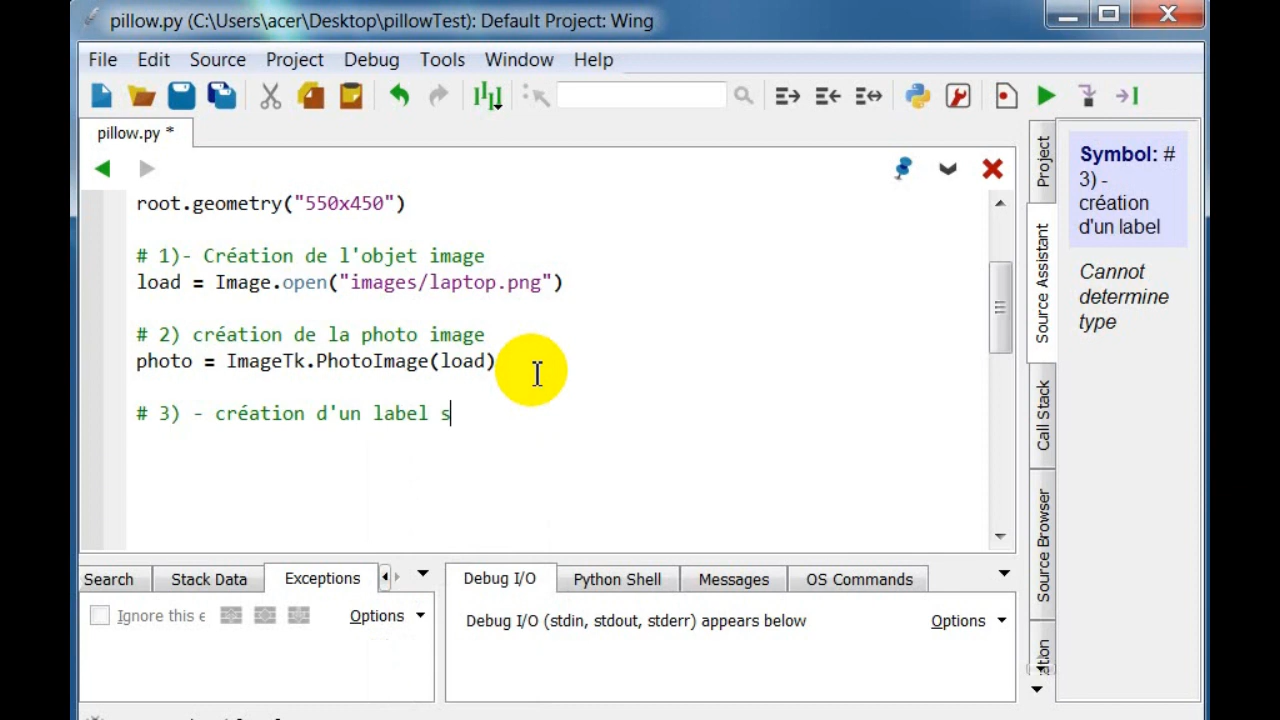 pillow.py (C:\Users\acer\Desktop\pillowTest): Default Project: Wing
File Edit Source Project Debug Tools Window Help
pillow.py *
root.geometry("550x450")
# 1)- Création de l'objet image
load = Image.open("images/laptop.png")
# 2) création de la photo image
photo = ImageTk.PhotoImage(load)
# 3) - création d'un label s
Project
Source Assistant
Call Stack
Source Browser
Symbol: #
3) -
création
d'un label
Cannot
determine
type
Search Stack Data Exceptions
Ignore this e Options
Debug I/O Python Shell Messages OS Commands
Debug I/O (stdin, stdout, stderr) appears below Options